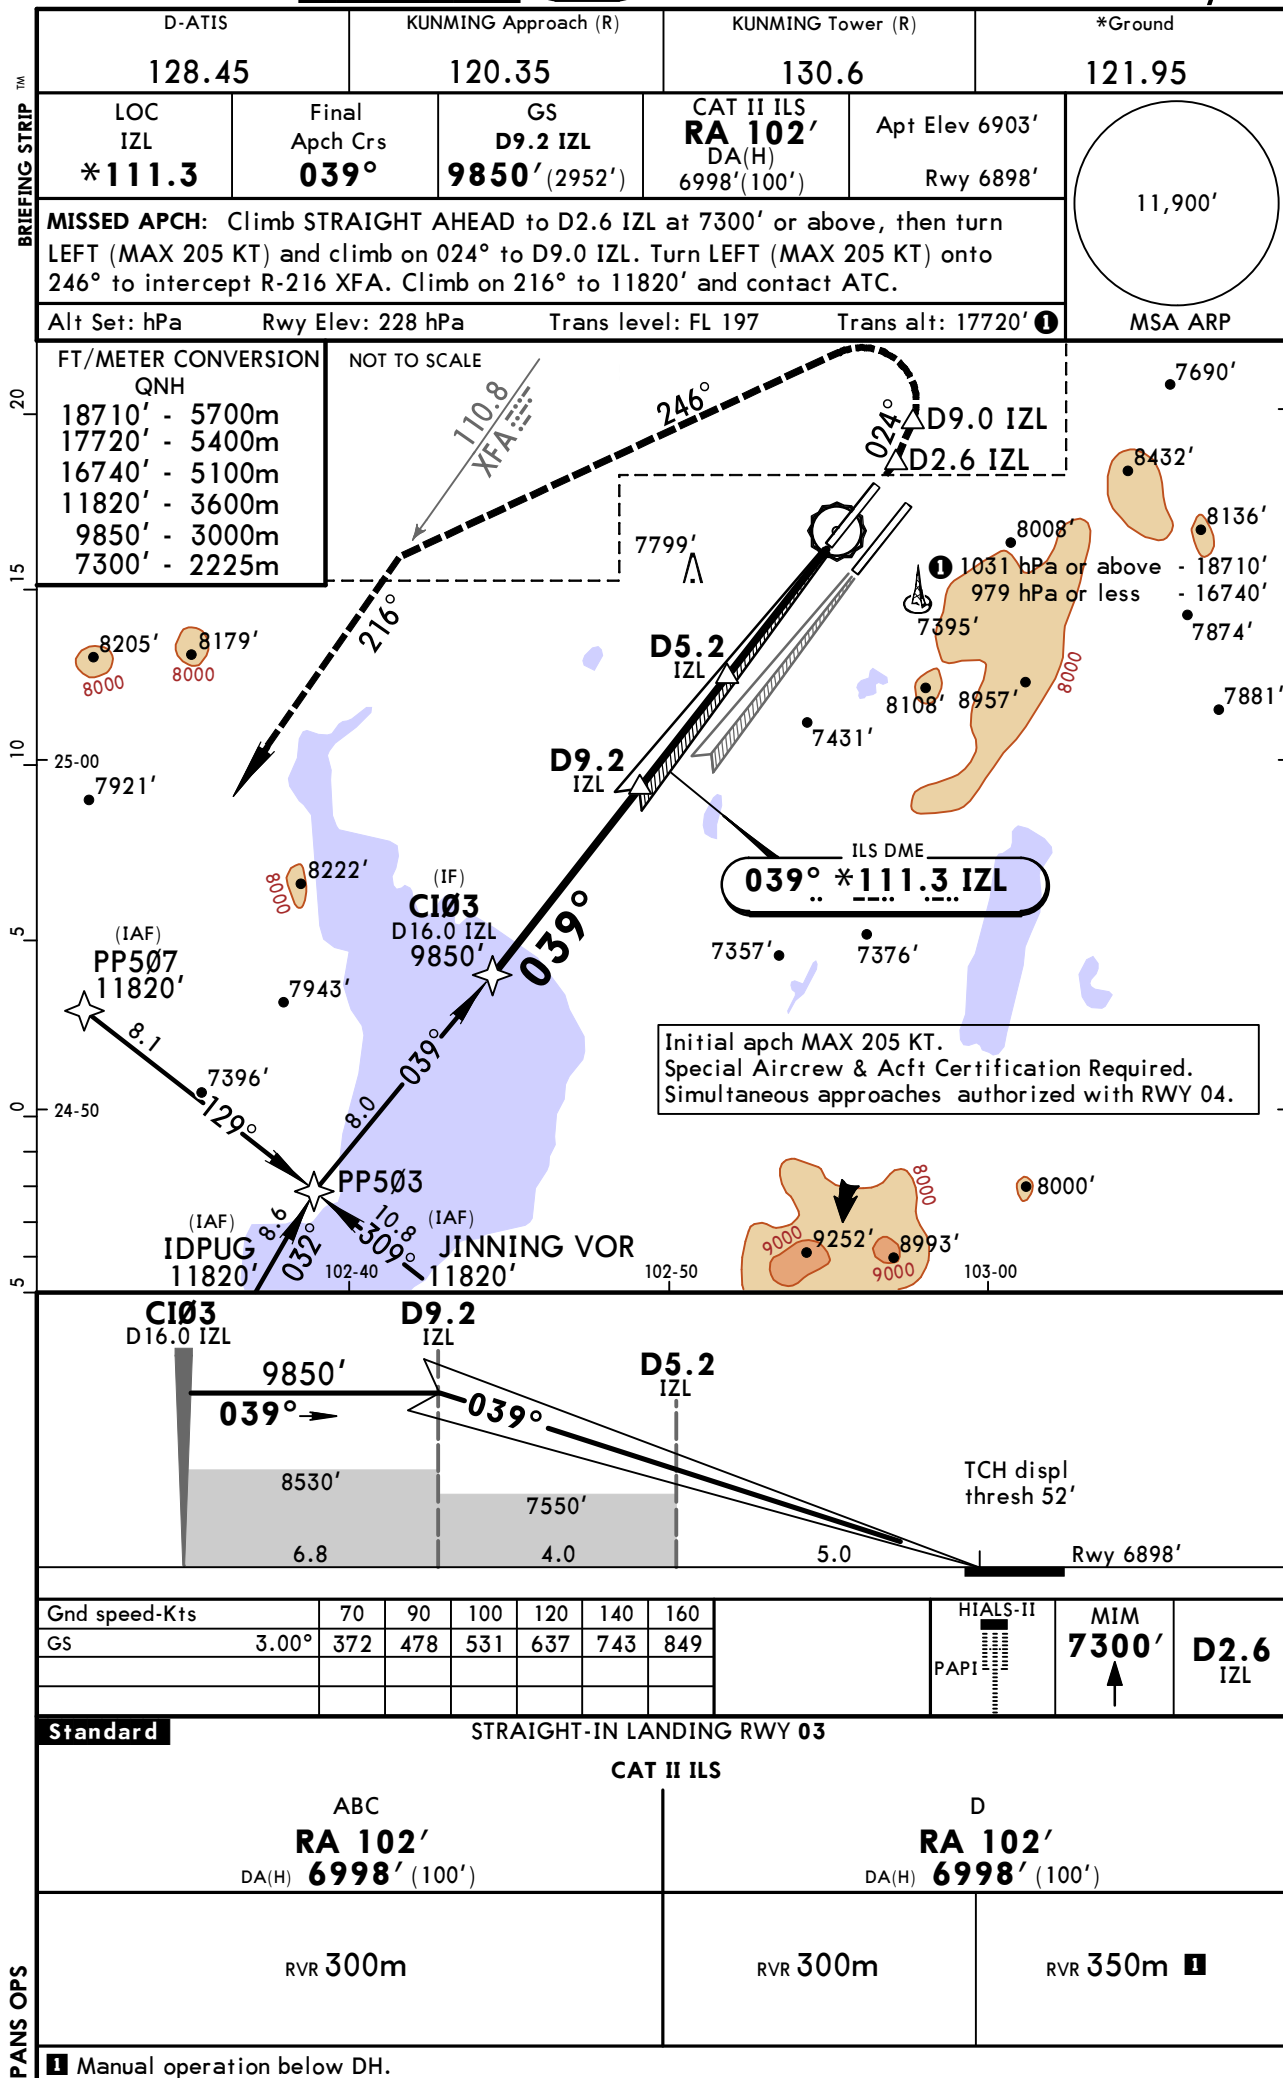 D-ATIS
KUNMING Approach (R)
KUNMING Tower (R)
*Ground
128.45
120.35
130.6
121.95
BRIEFING STRIP TM
LOC
IZL
*111.3
Final
Apch Crs
039°
GS
D9.2 IZL
9850' (2952')
CAT II ILS
RA 102'
DA(H)
6998'(100')
Apt Elev 6903'
Rwy 6898'
11,900'
MSA ARP
MISSED APCH: Climb STRAIGHT AHEAD to D2.6 IZL at 7300' or above, then turn
LEFT (MAX 205 KT) and climb on 024° to D9.0 IZL. Turn LEFT (MAX 205 KT) onto
246° to intercept R-216 XFA. Climb on 216° to 11820' and contact ATC.
Alt Set: hPa Rwy Elev: 228 hPa Trans level: FL 197 Trans alt: 17720' 1
FT/METER CONVERSION
QNH
18710' - 5700m
17720' - 5400m
16740' - 5100m
11820' - 3600m
9850' - 3000m
7300' - 2225m
NOT TO SCALE
110.8
XFA
246°
024°
D9.0 IZL
D2.6 IZL
216°
7690'
8432'
8136'
8008'
7799'
1 1031 hPa or above - 18710'
979 hPa or less - 16740'
7395'
7874'
8205'
8179'
8000
8000
D5.2
IZL
8000
8108'
8957'
7881'
7431'
D9.2
IZL
25-00
7921'
8222'
8000
ILS DME
039° *111.3 IZL
(IF)
CIØ3
D16.0 IZL
9850'
039°
7357'
7376'
(IAF)
PP5Ø7
11820'
7943'
8.1
7396'
129°
039°
8.0
24-50
Initial apch MAX 205 KT.
Special Aircrew & Acft Certification Required.
Simultaneous approaches authorized with RWY 04.
PP5Ø3
(IAF)
IDPUG
11820'
8.6
032°
10.8
309°
(IAF)
JINNING VOR
11820'
8000
8000'
9000
9252'
8993'
9000
102-40
102-50
103-00
20
15
10
5
0
5
CIØ3
D16.0 IZL
D9.2
IZL
9850'
039°
D5.2
IZL
039°
8530'
7550'
TCH displ
thresh 52'
6.8
4.0
5.0
Rwy 6898'
Gnd speed-Kts 70 90 100 120 140 160
GS 3.00° 372 478 531 637 743 849
HIALS-II
PAPI
MIM
7300'
D2.6
IZL
Standard
STRAIGHT-IN LANDING RWY 03
CAT II ILS
ABC
RA 102'
DA(H) 6998' (100')
D
RA 102'
DA(H) 6998' (100')
RVR 300m
RVR 300m
RVR 350m 1
PANS OPS
1 Manual operation below DH.